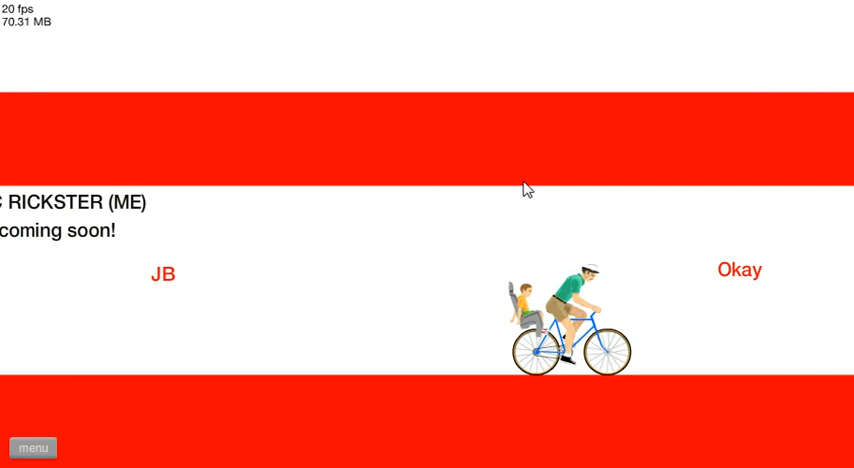 20 fps
70.31 MB
RICKSTER (ME)
coming soon!
JB
Okay
menu